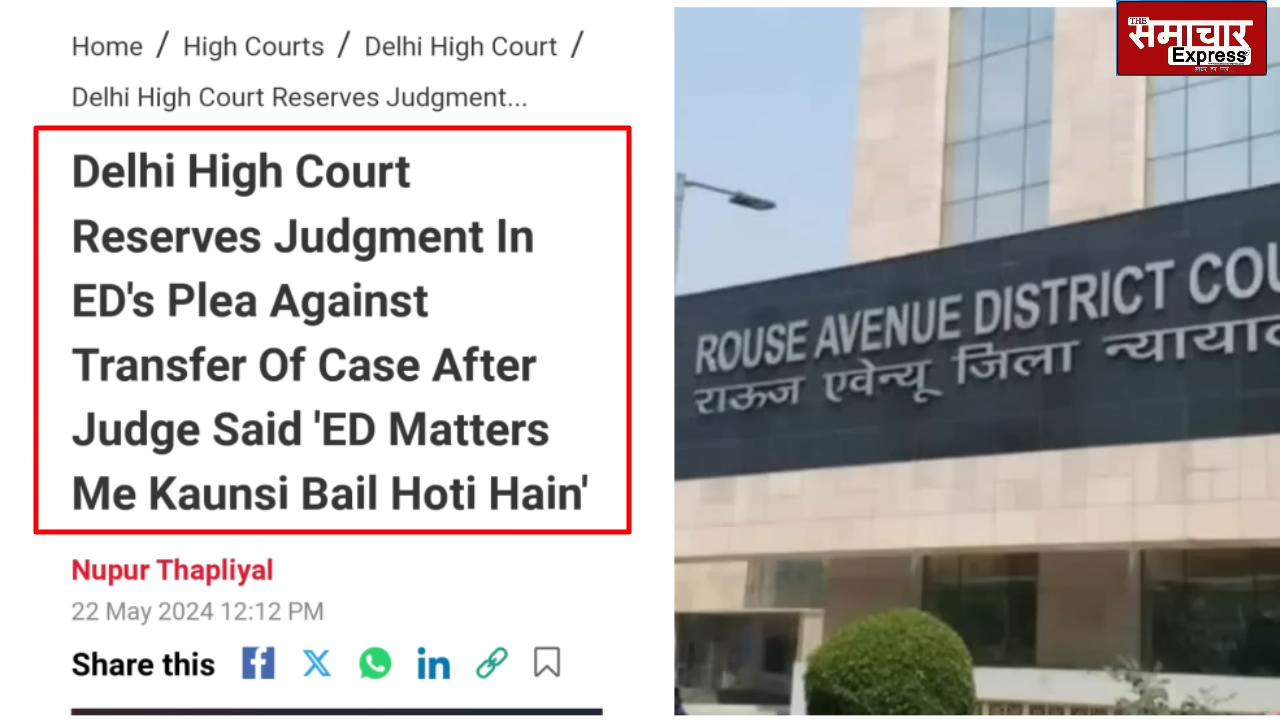 Home / High Courts / Delhi High Court /
Delhi High Court Reserves Judgment...
Delhi High Court
Reserves Judgment In
ED's Plea Against
Transfer Of Case After
Judge Said 'ED Matters
Me Kaunsi Bail Hoti Hain'
Nupur Thapliyal
22 May 2024 12:12 PM
Share this
THE
समाचार
Express
ROUSE AVENUE DISTRICT COU
राऊज एवेन्यू जिला न्याया